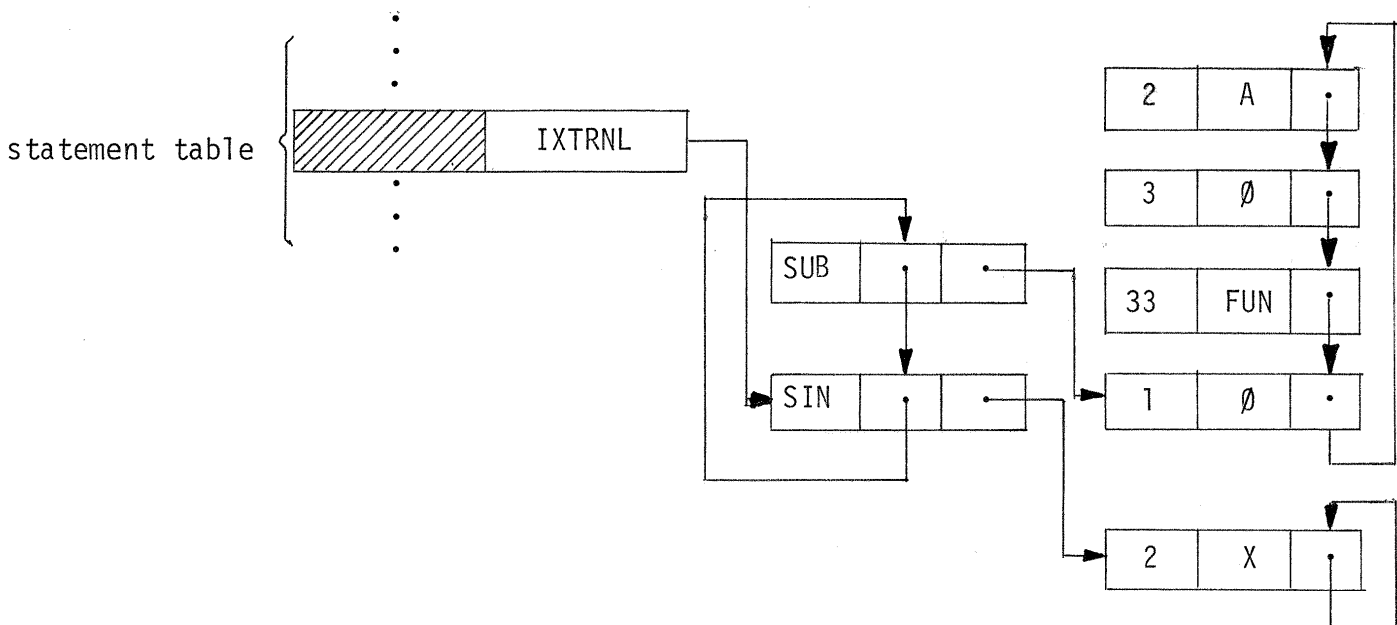 2 A
statement table
IXTRNL
3 Ø
SUB
33 FUN
SIN
1 Ø
2 X